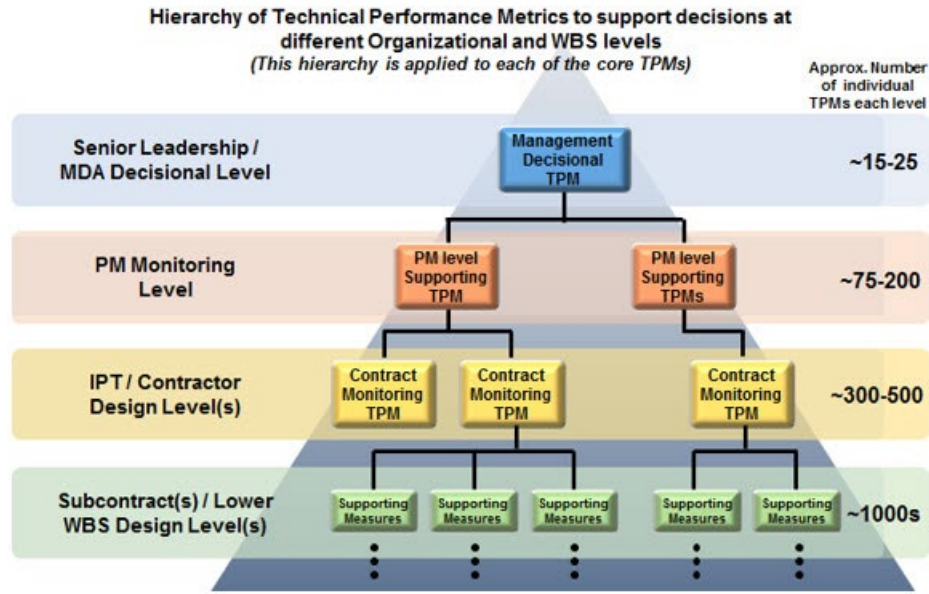 Hierarchy of Technical Performance Metrics to support decisions at
different Organizational and WBS levels
(This hierarchy is applied to each of the core TPMs)
Approx. Number
of individual
TPMs each level
Senior Leadership /
MDA Decisional Level
Management
Decisional
TPM
~15-25
PM Monitoring
Level
PM level
Supporting
TPM
PM level
Supporting
TPMs
~75-200
IPT / Contractor
Design Level(s)
Contract
Monitoring
TPM
Contract
Monitoring
TPM
Contract
Monitoring
TPM
~300-500
Subcontract(s) / Lower
WBS Design Level(s)
Supporting
Measures
Supporting
Measures
Supporting
Measures
Supporting
Measures
Supporting
Measures
~1000s